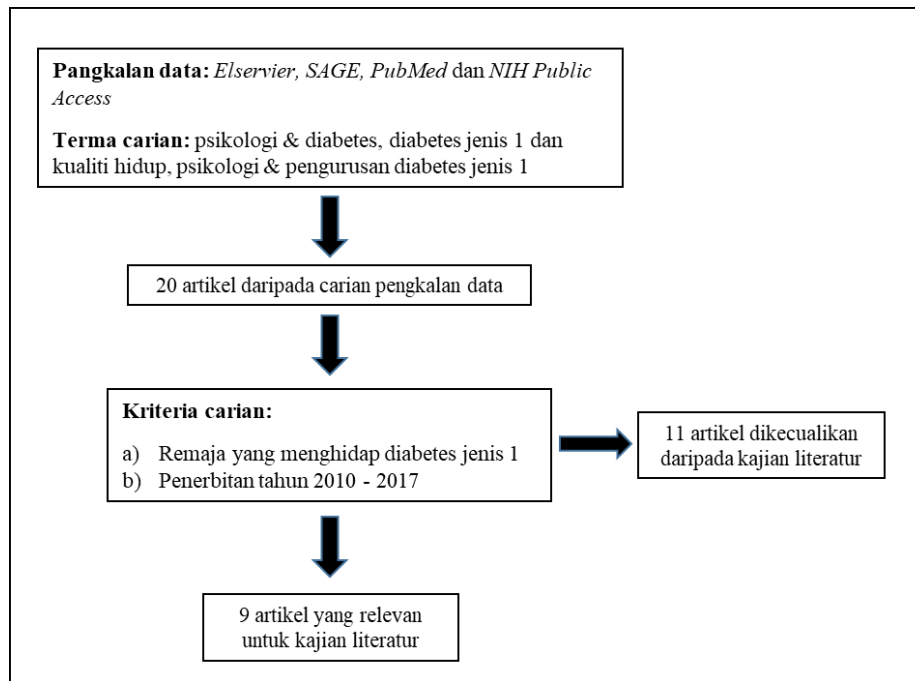 Pangkalan data: Elservier, SAGE, PubMed dan NIH Public
Access
Terma carian: psikologi & diabetes, diabetes jenis 1 dan
kualiti hidup, psikologi & pengurusan diabetes jenis 1
20 artikel daripada carian pengkalan data
Kriteria carian:
a) Remaja yang menghidap diabetes jenis 1
b) Penerbitan tahun 2010 - 2017
11 artikel dikecualikan
daripada kajian literatur
9 artikel yang relevan
untuk kajian literatur